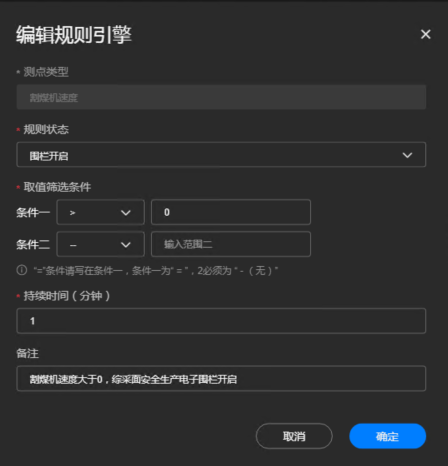 编辑规则引擎
* 测点类型
割煤机速度
* 规则状态
围栏开启
* 取值筛选条件
条件一 > 0
条件二 -- 输入范围二
"="条件请写在条件一，条件一为" = "，2必须为 " - （ 无 ) "
* 持续时间（分钟）
1
备注
割煤机速度大于0，综采面安全生产电子围栏开启
取消 确定